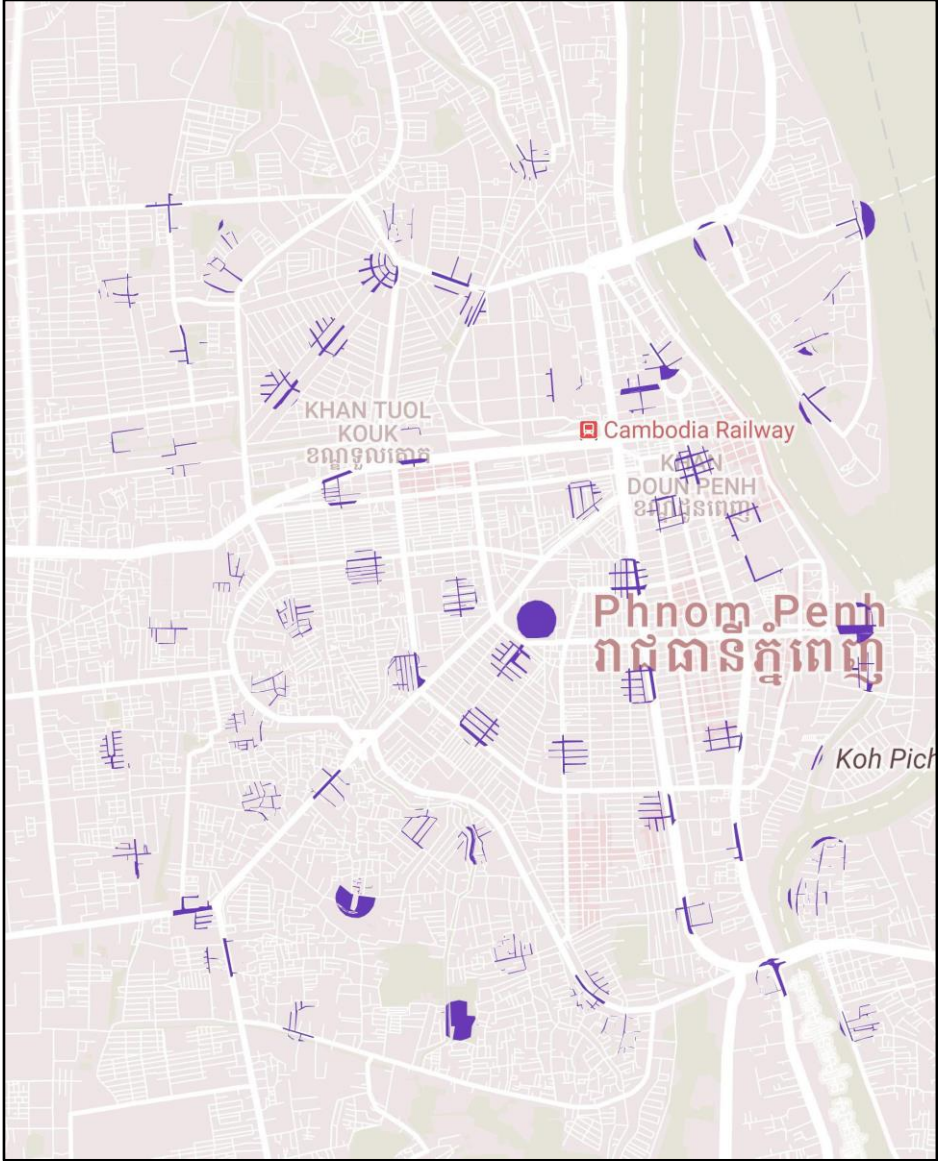 KHAN TUOL
KOUK
ខណ្ឌទួលគោក
Cambodia Railway
KHAN
DOUN PENH
ខណ្ឌដូនពេញ
Phnom Penh
រាជធានីភ្នំពេញ
Koh Pich